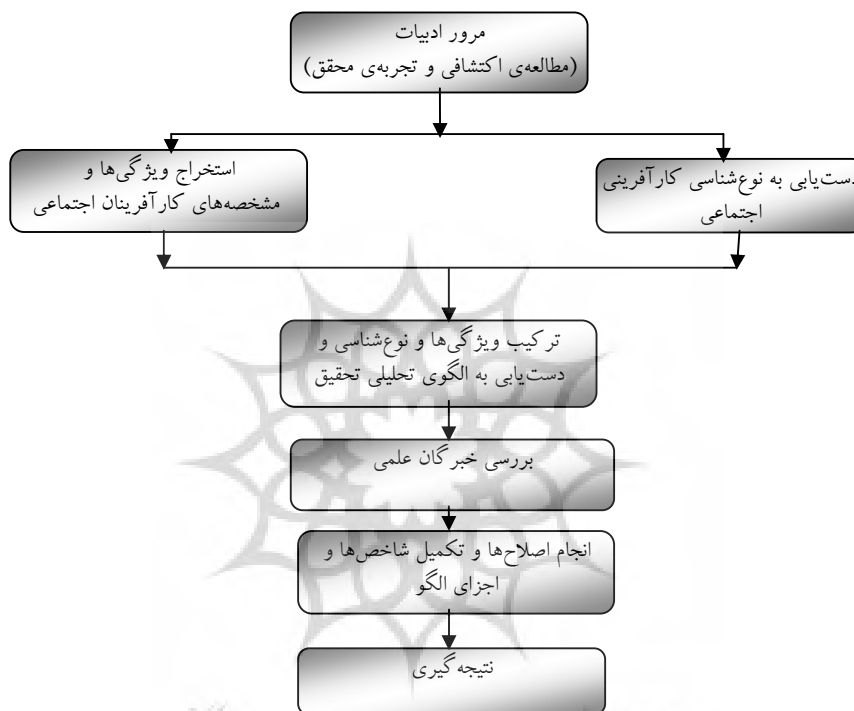 مرور ادبیات
(مطالعه‌ی اکتشافی و تجربه‌ی محقق)
دست‌یابی به نوع‌شناسی کارآفرینی
اجتماعی
استخراج ویژگی‌ها و
مشخصه‌های کارآفرینان اجتماعی
ترکیب ویژگی‌ها و نوع‌شناسی و
دست‌یابی به الگوی تحلیلی تحقیق
بررسی خبرگان علمی
انجام اصلاح‌ها و تکمیل شاخص‌ها و
اجزای الگو
نتیجه‌گیری